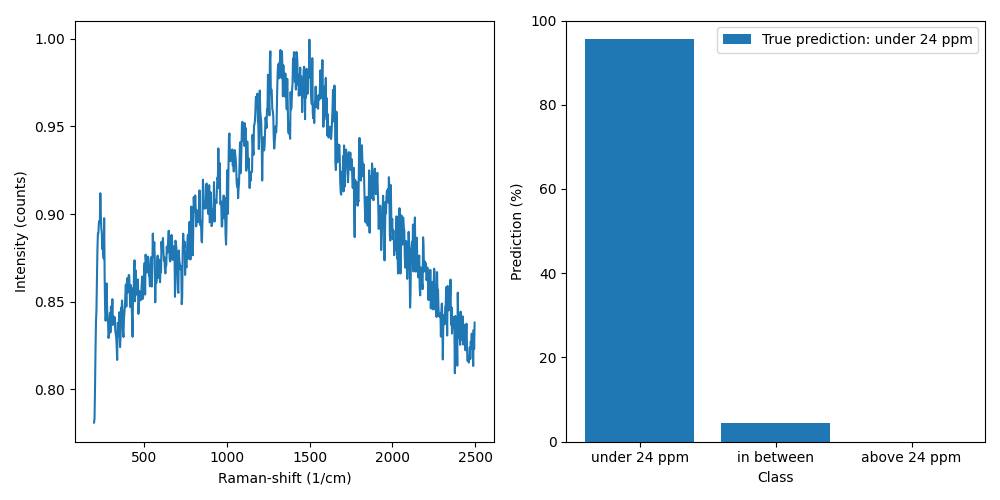 1.00
0.95
0.90
0.85
0.80
Intensity (counts)
500
1000
1500
2000
2500
Raman-shift (1/cm)
100
80
60
40
20
0
Prediction (%)
True prediction: under 24 ppm
under 24 ppm
in between
above 24 ppm
Class